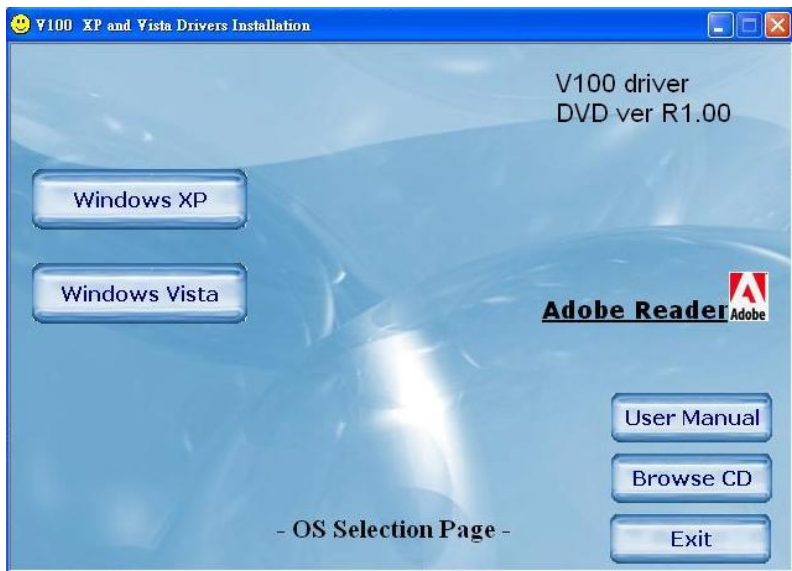 V100 XP and Vista Drivers Installation
V100 driver
DVD ver R1.00
Windows XP
Windows Vista
Adobe Reader
Adobe
User Manual
Browse CD
- OS Selection Page -
Exit